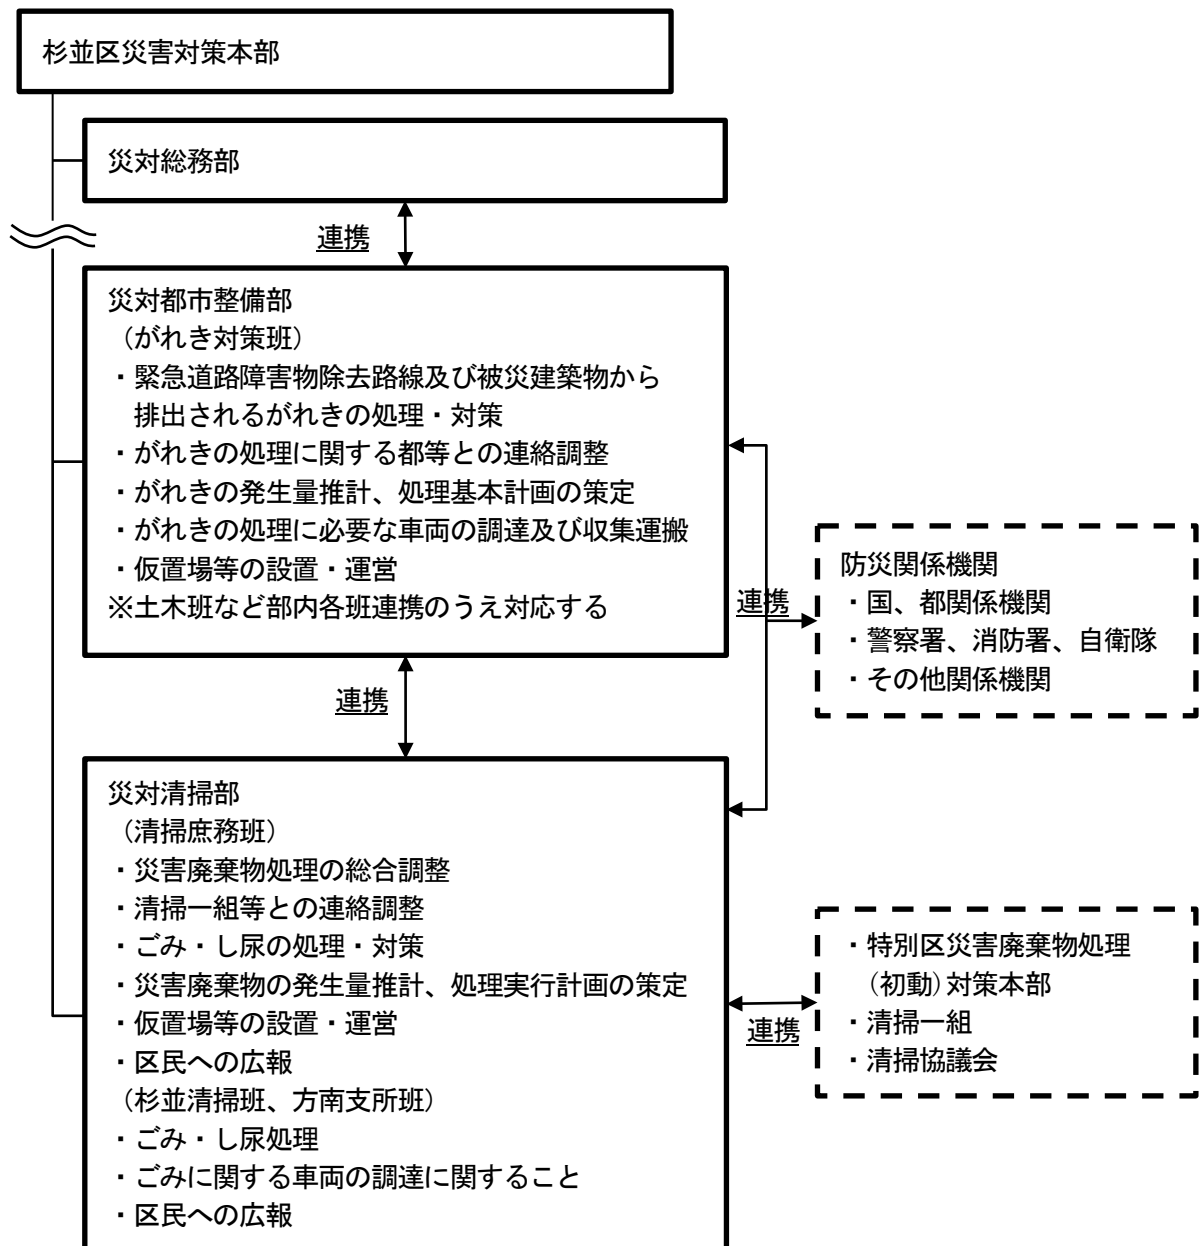 杉並区災害対策本部
災対総務部
連携
災対都市整備部
（がれき対策班）
・緊急道路障害物除去路線及び被災建築物から
排出されるがれきの処理・対策
・がれきの処理に関する都等との連絡調整
・がれきの発生量推計、処理基本計画の策定
・がれきの処理に必要な車両の調達及び収集運搬
・仮置場等の設置・運営
※土木班など部内各班連携のうえ対応する
連携
防災関係機関
・国、都関係機関
・警察署、消防署、自衛隊
・その他関係機関
連携
災対清掃部
（清掃庶務班）
・災害廃棄物処理の総合調整
・清掃一組等との連絡調整
・ごみ・し尿の処理・対策
・災害廃棄物の発生量推計、処理実行計画の策定
・仮置場等の設置・運営
・区民への広報
（杉並清掃班、方南支所班）
・ごみ・し尿処理
・ごみに関する車両の調達に関すること
・区民への広報
連携
・特別区災害廃棄物処理
（初動）対策本部
・清掃一組
・清掃協議会